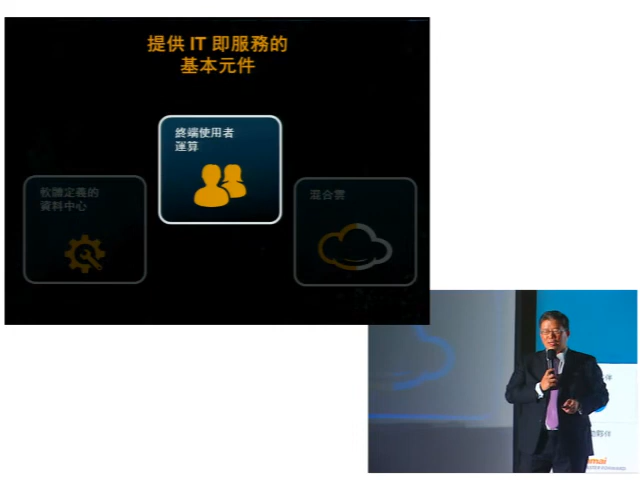 提供 IT 即服務的
基本元件
終端使用者
運算
軟體定義的
資料中心
混合雲